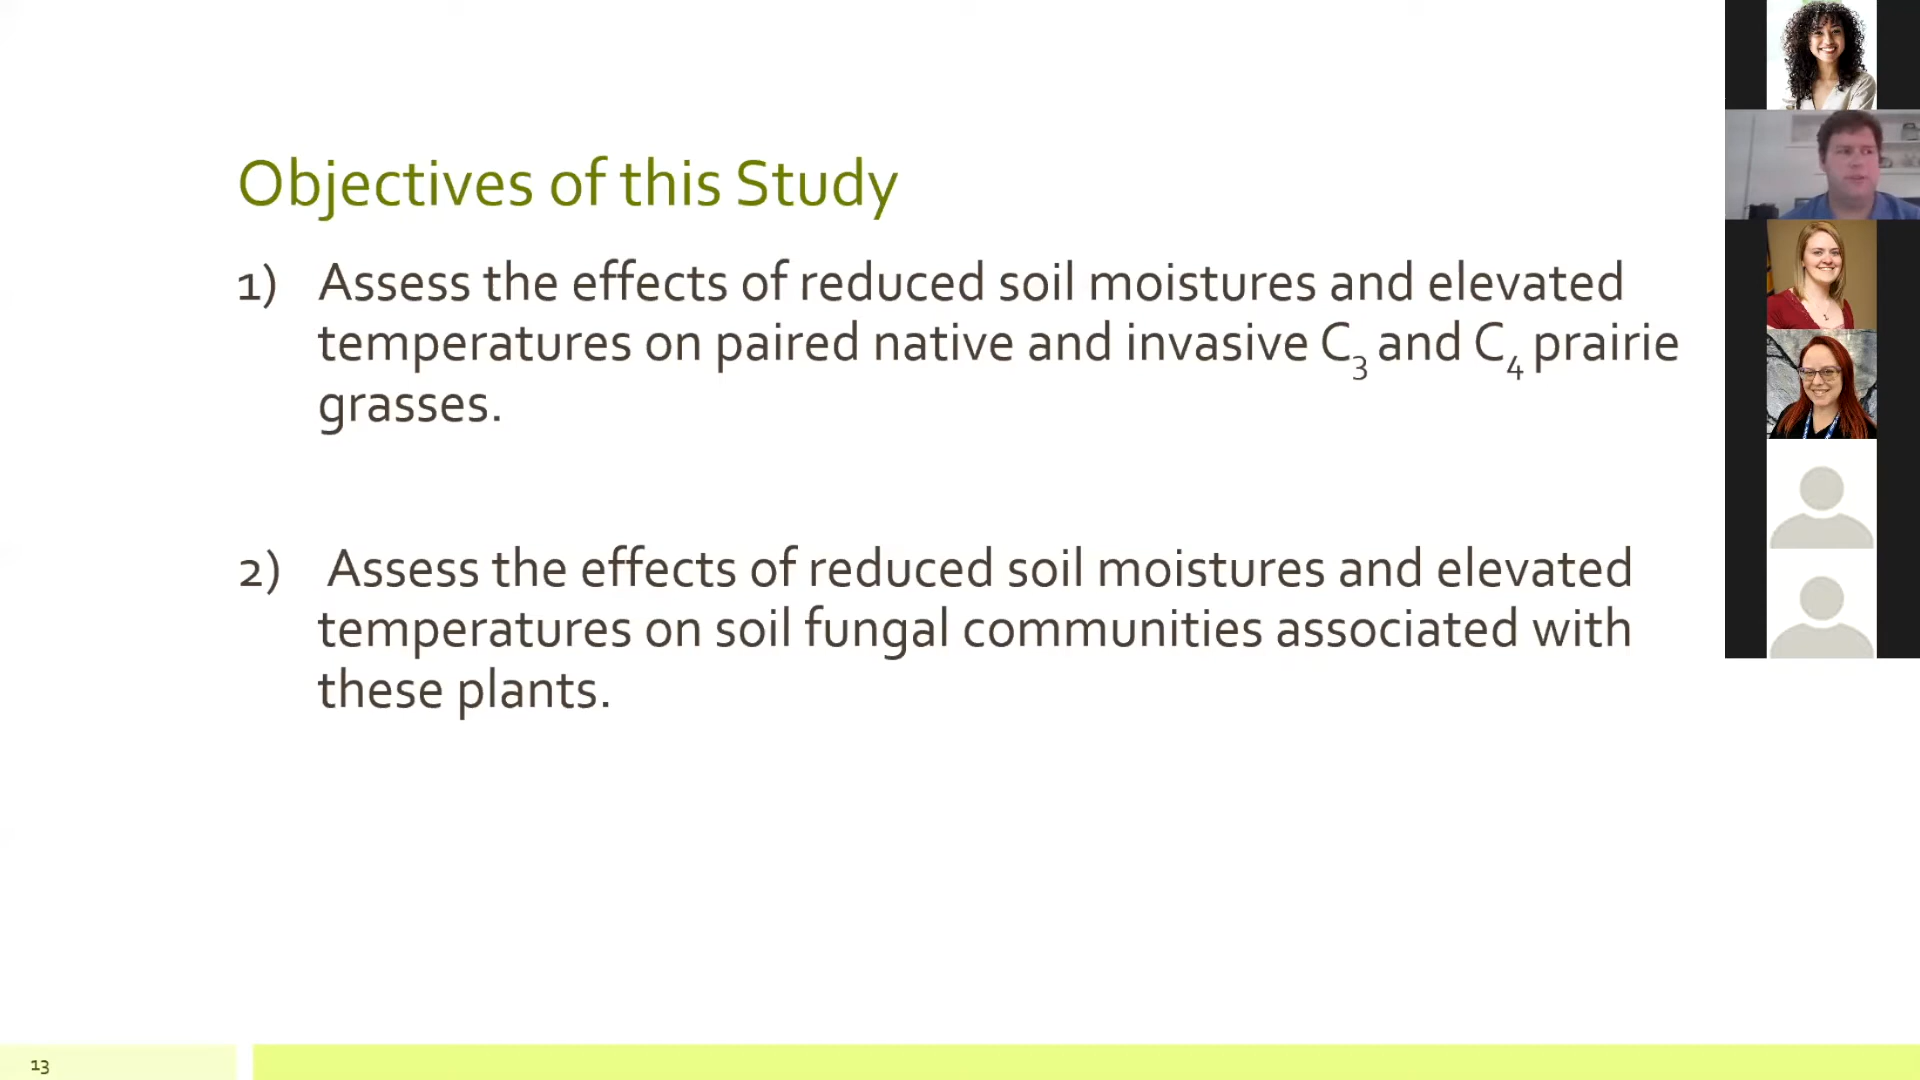 Objectives of this Study
1) Assess the effects of reduced soil moistures and elevated
temperatures on paired native and invasive C3 and C4 prairie
grasses.
2) Assess the effects of reduced soil moistures and elevated
temperatures on soil fungal communities associated with
these plants.
13